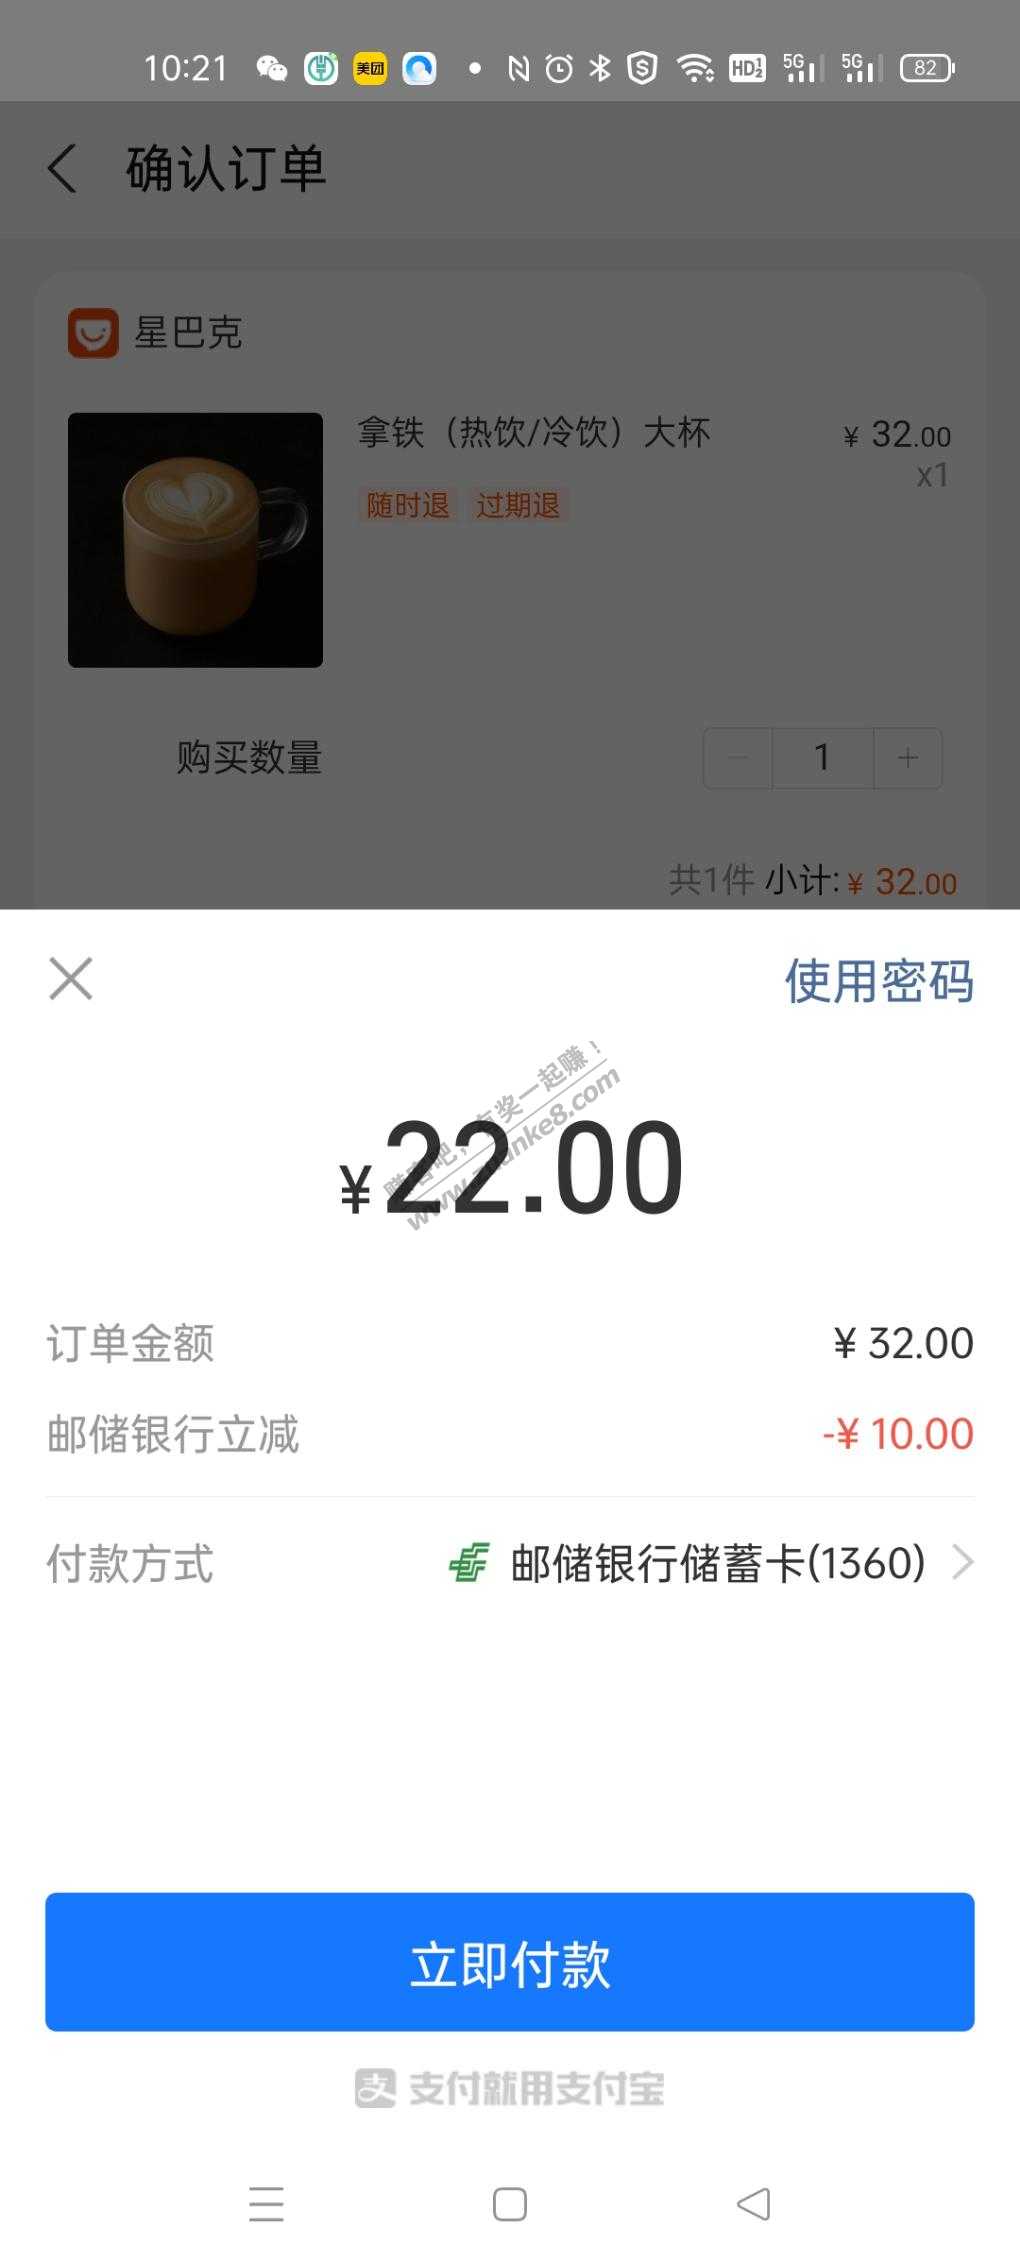 10:21 美团 HD 5G 5G 82
确认订单
星巴克
拿铁（热饮/冷饮）大杯 ¥ 32.00
x1
随时退 过期退
购买数量 1
共1件 小计: ¥ 32.00
使用密码
赚客吧，有奖一起赚！
www.zuanke8.com
¥22.00
订单金额 ¥ 32.00
邮储银行立减 -¥ 10.00
付款方式 邮储银行储蓄卡(1360)
立即付款
支 支付就用支付宝